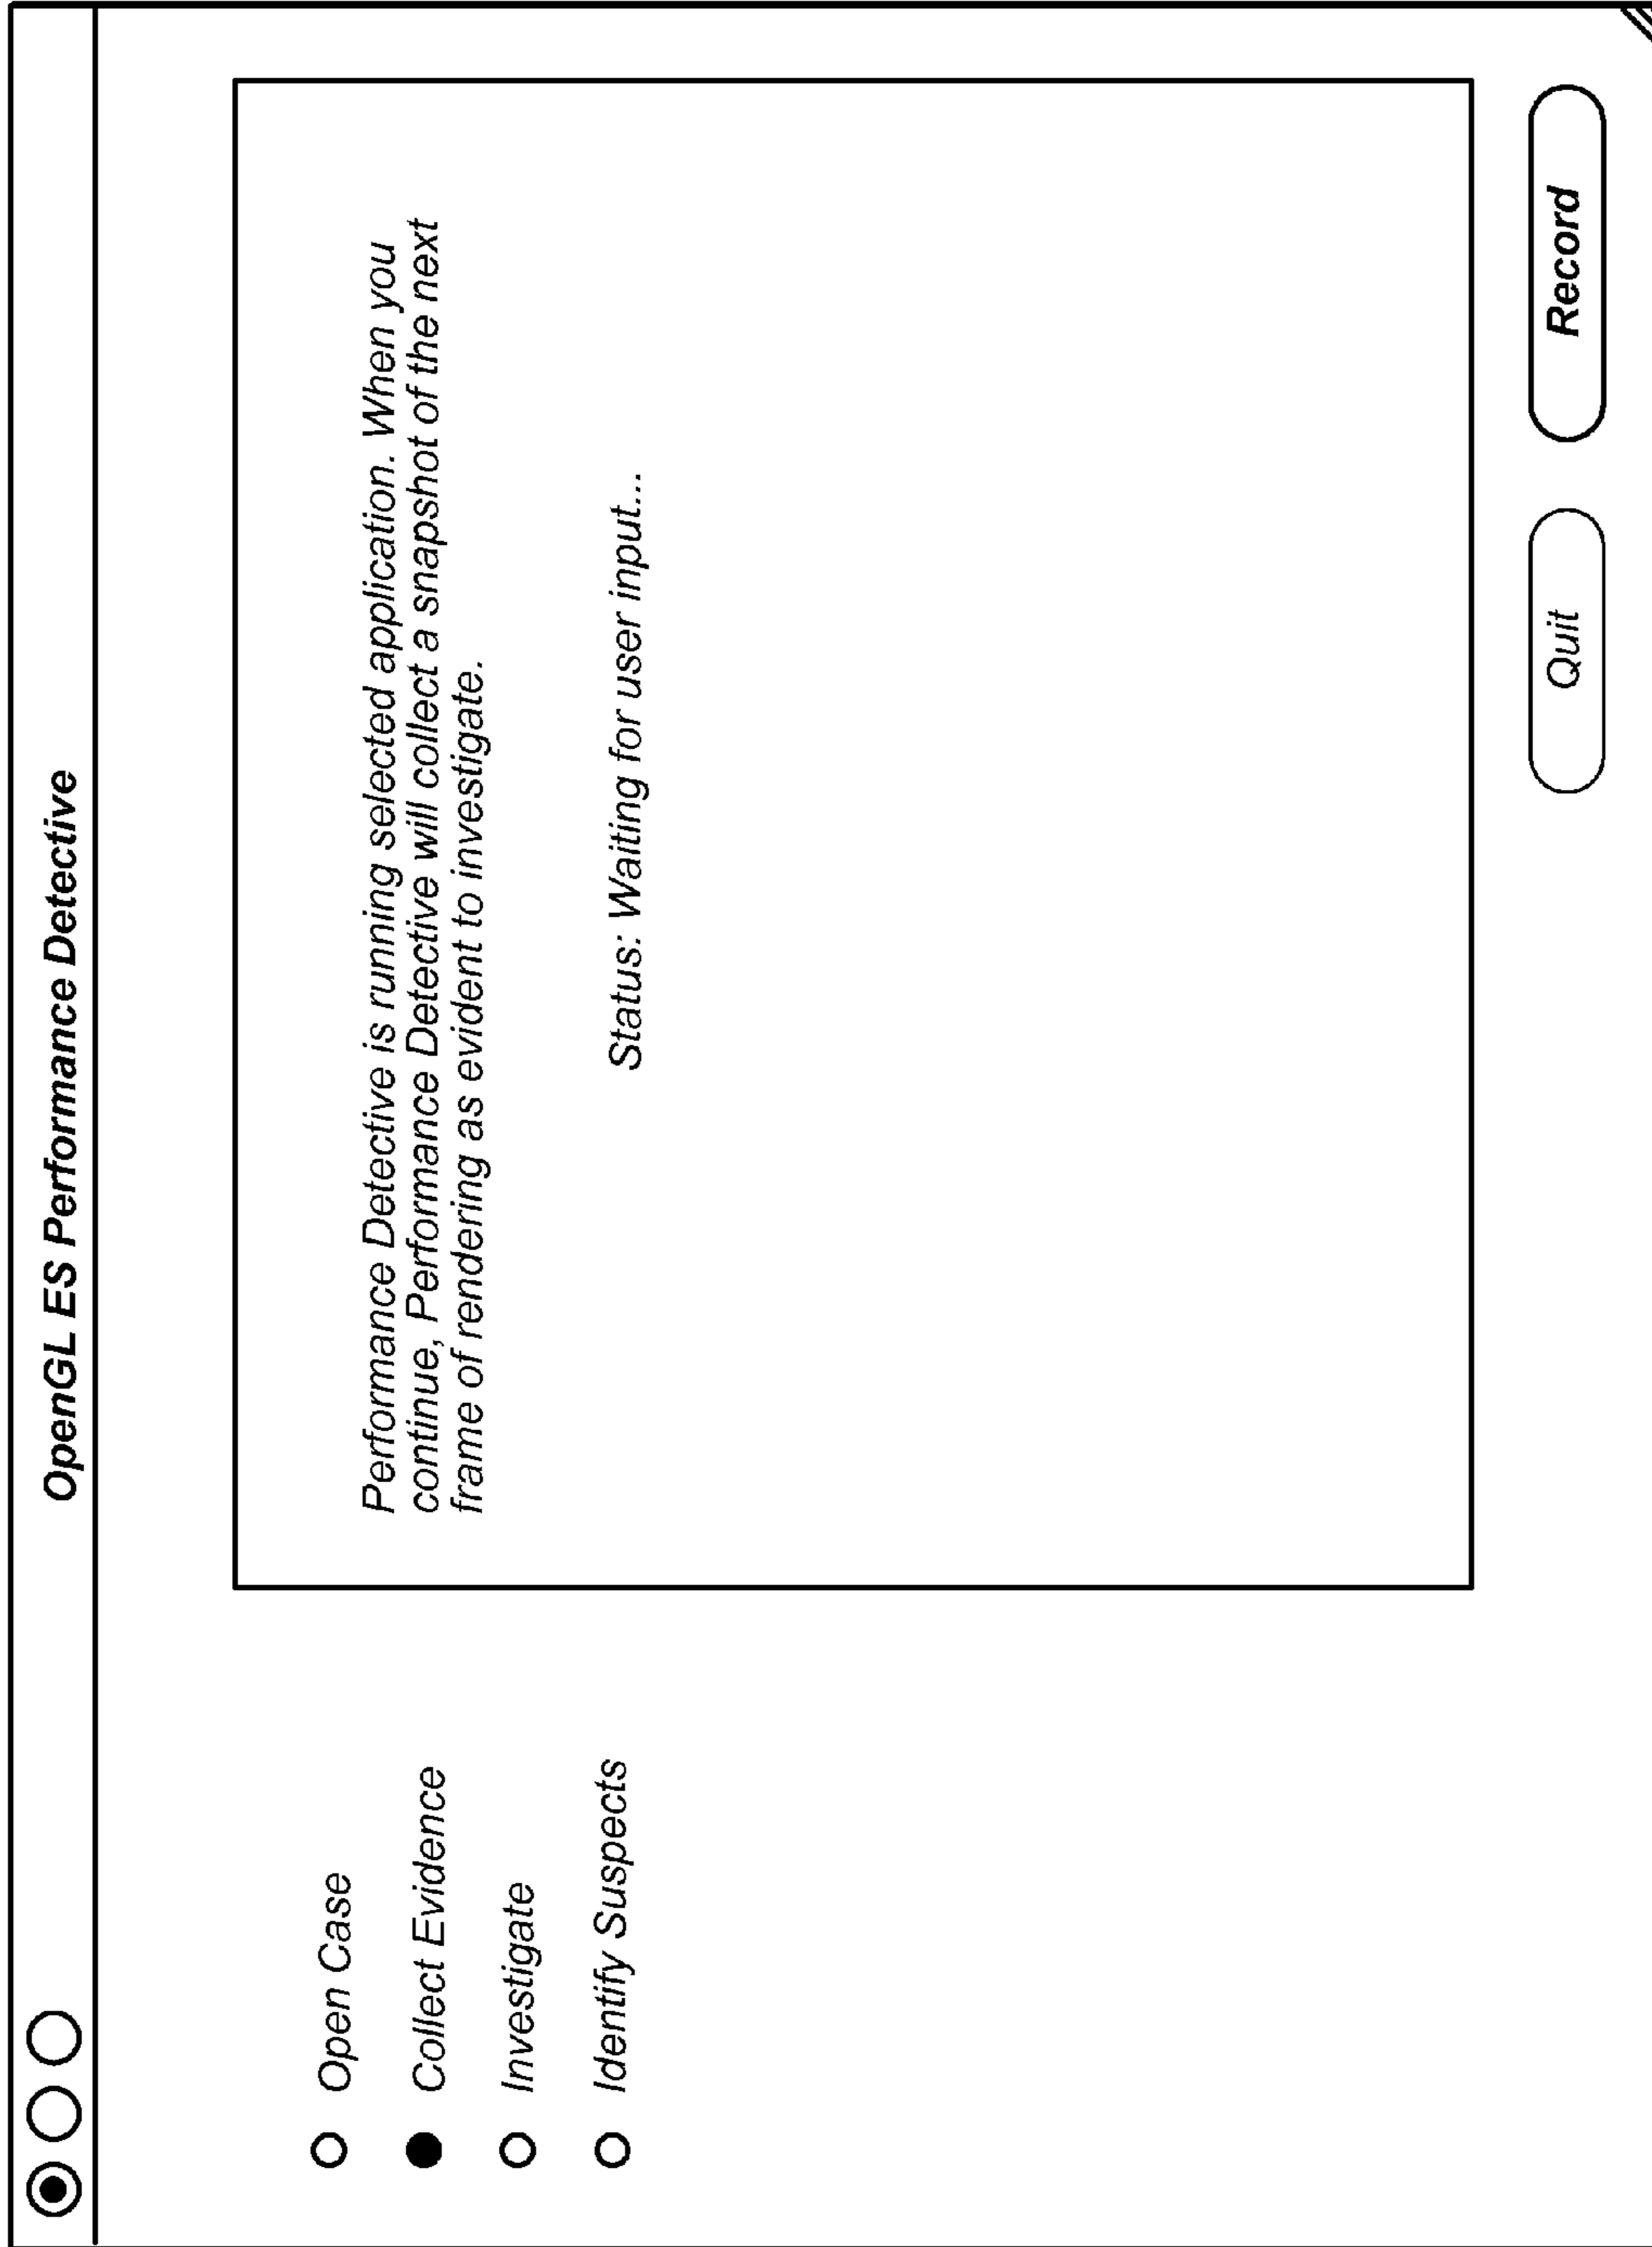 OpenGL ES Performance Detective
Open Case
Collect Evidence
Investigate
Identify Suspects
Performance Detective is running selected application. When you
continue, Performance Detective will collect a snapshot of the next
frame of rendering as evident to investigate.
Status: Waiting for user input...
Quit
Record